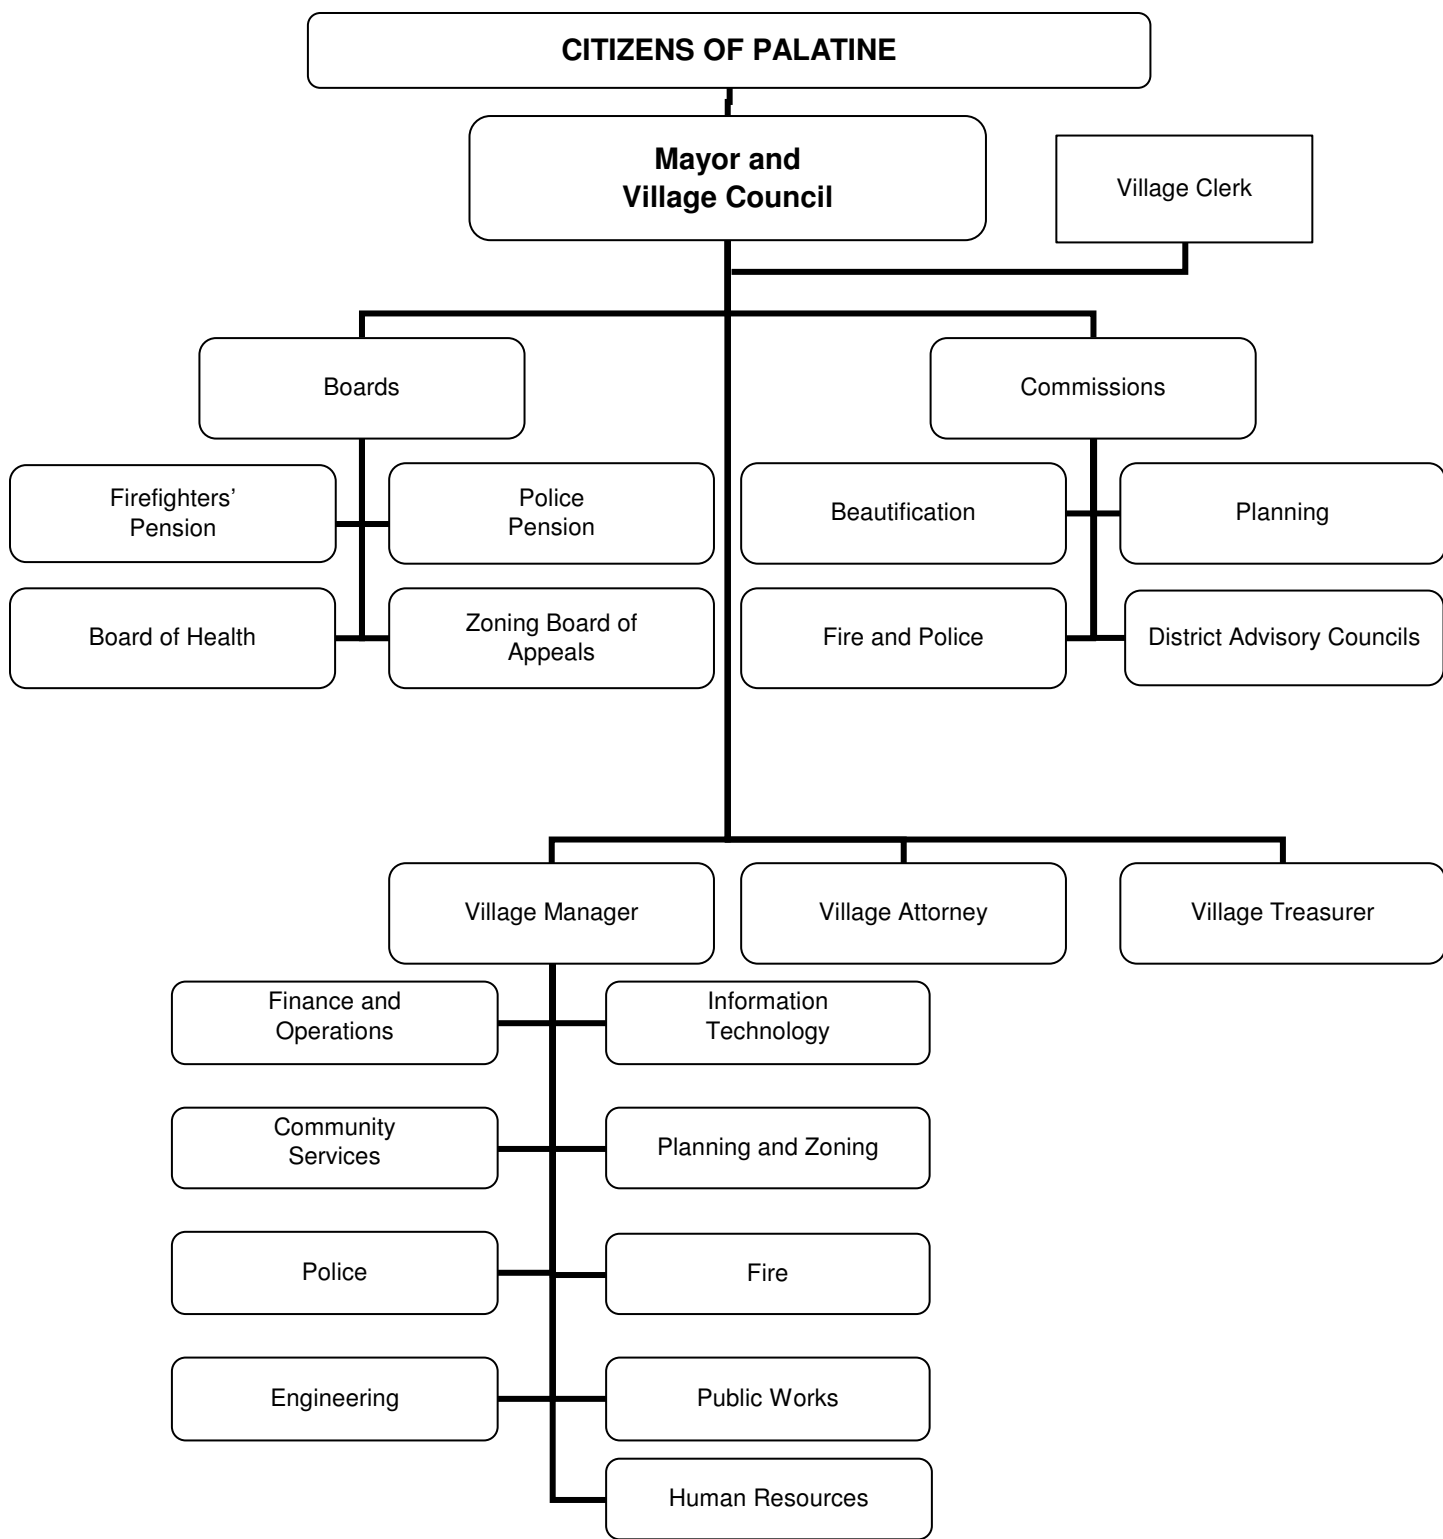 CITIZENS OF PALATINE
Mayor and
Village Council
Village Clerk
Boards
Commissions
Firefighters’
Pension
Police
Pension
Beautification
Planning
Board of Health
Zoning Board of
Appeals
Fire and Police
District Advisory Councils
Village Manager
Village Attorney
Village Treasurer
Finance and
Operations
Information
Technology
Community
Services
Planning and Zoning
Police
Fire
Engineering
Public Works
Human Resources